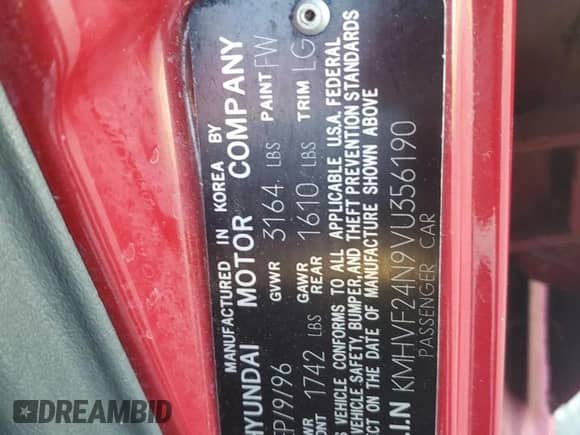 MANUFACTURED IN KOREA BY
HYUNDAI MOTOR COMPANY
EP/9/96 GVWR 3164 LBS PAINT FW
1742 LBS GAWR REAR 1610 LBS TRIM LG
VEHICLE CONFORMS TO ALL APPLICABLE U.S.A. FEDERAL
VEHICLE SAFETY, BUMPER, AND THEFT PREVENTION STANDARDS
ON THE DATE OF MANUFACTURE SHOWN ABOVE
V.I.N KMHVF24N9VU356190
PASSENGER CAR
DREAMBID